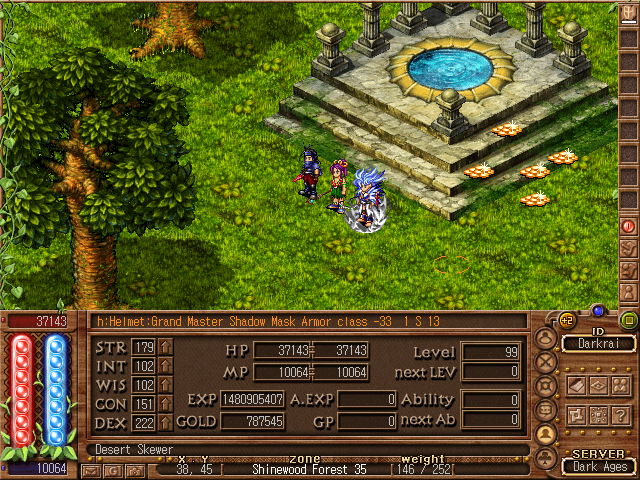 37143
h:Helmet:Grand Master Shadow Mask Armor class -33 1 S 13
+2
ID
Darkrai
STR 179
INT 102
WIS 102
CON 151
DEX 222
HP 37143 37143
MP 10064 10064
EXP 1480905407 A.EXP 0
GOLD 787545 GP 0
Level 99
next LEV 0
Ability 0
next Ab 0
Desert Skewer
10064
G
x . y zone weight
38, 45 [ Shinewood Forest 35 [146 / 252[
?
SERVER
Dark Ages